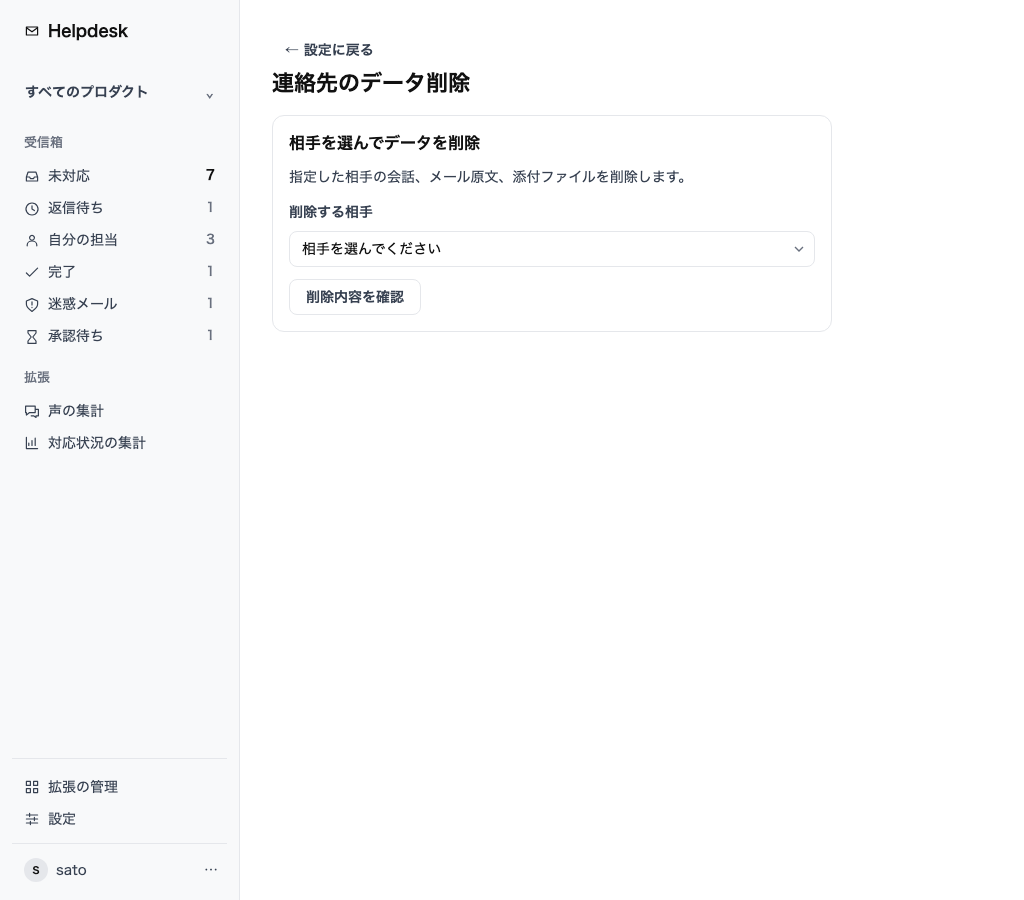 Helpdesk
すべてのプロダクト
受信箱
未対応 7
返信待ち 1
自分の担当 3
完了 1
迷惑メール 1
承認待ち 1
拡張
声の集計
対応状況の集計
拡張の管理
設定
S sato ...
← 設定に戻る
連絡先のデータ削除
相手を選んでデータを削除
指定した相手の会話、メール原文、添付ファイルを削除します。
削除する相手
相手を選んでください
削除内容を確認